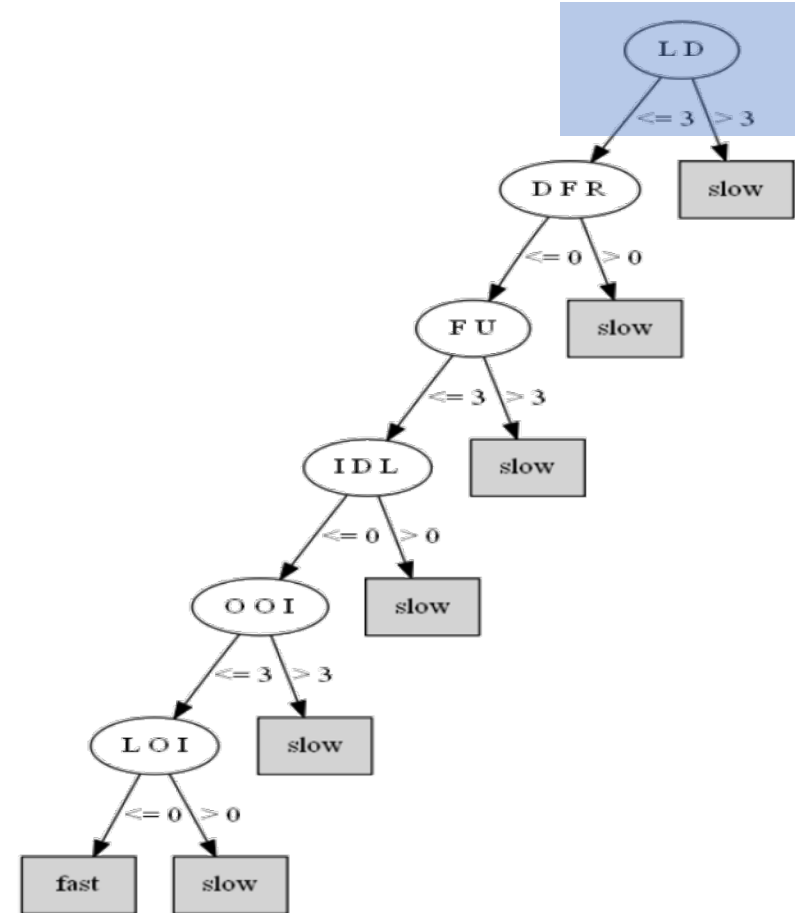 L D
<= 3 > 3
D F R slow
<= 0 > 0
F U slow
<= 3 > 3
I D L slow
<= 0 > 0
O O I slow
<= 3 > 3
L O I slow
<= 0 > 0
fast slow